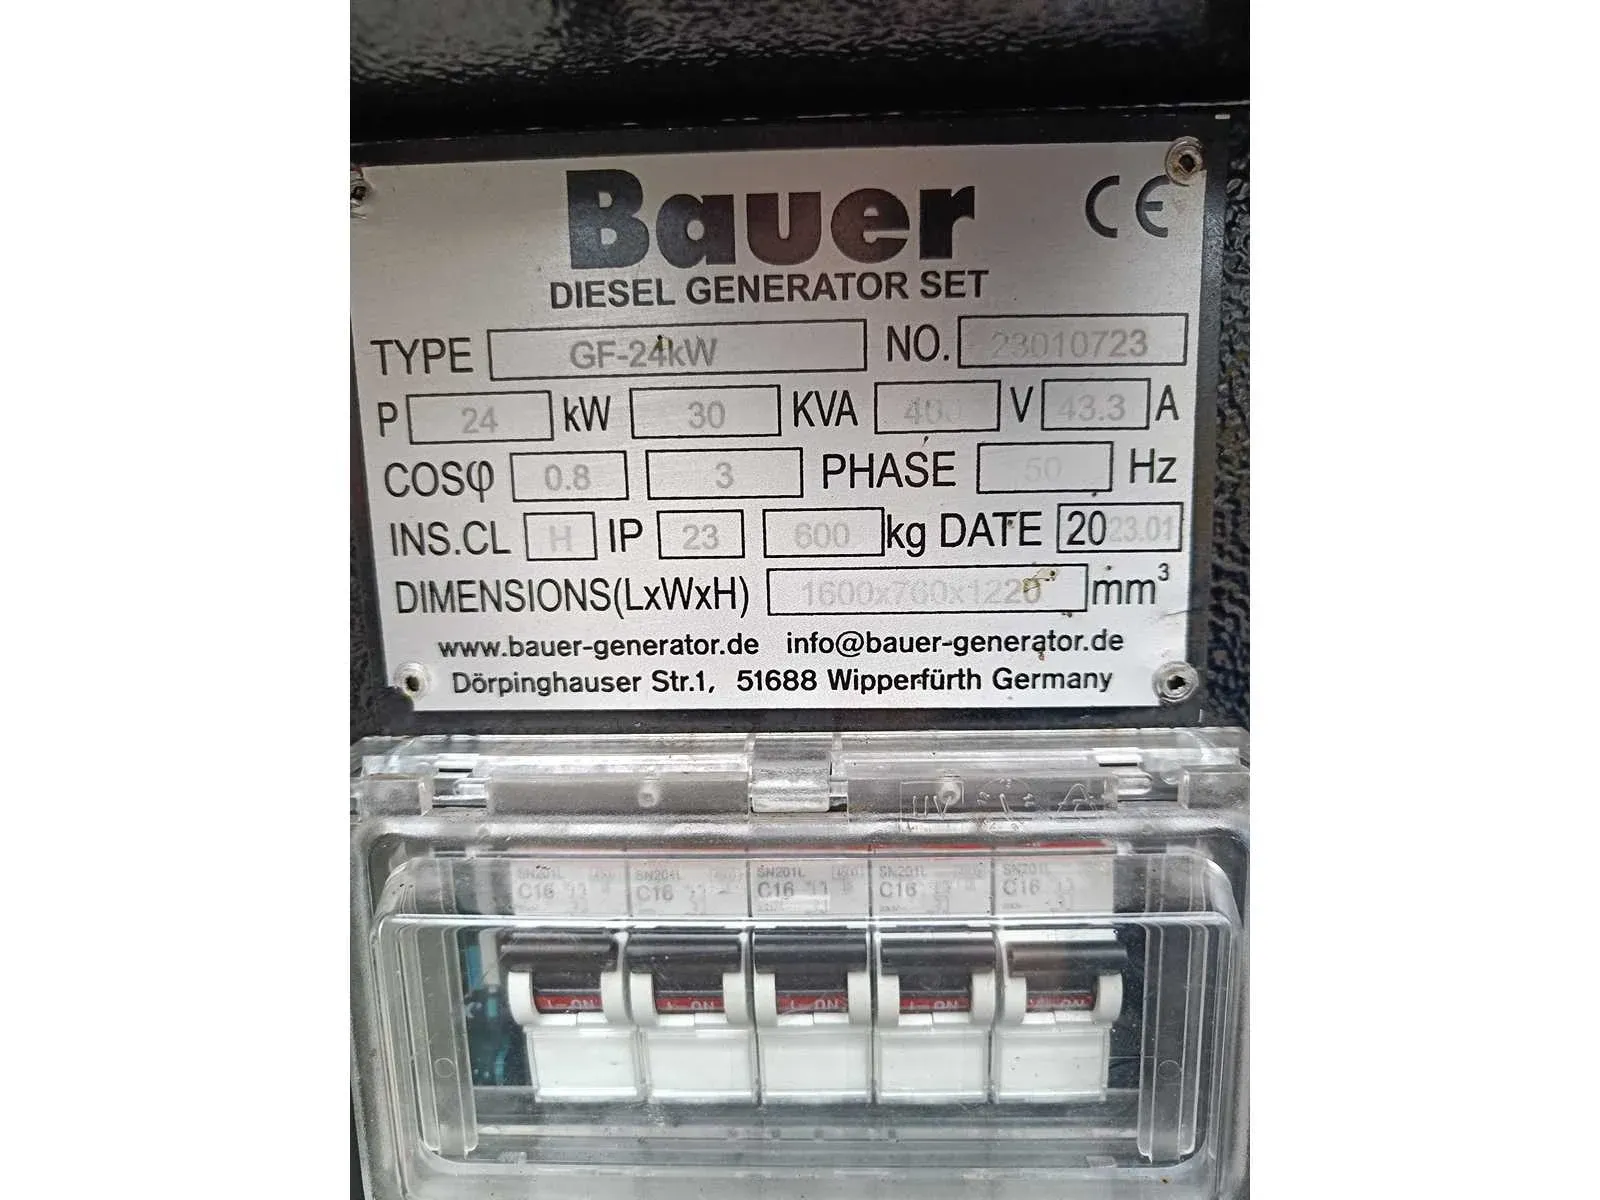 Bauer CE
DIESEL GENERATOR SET
TYPE GF-24kW NO. 23010723
P 24 kW 30 KVA 400 V 43.3 A
COSφ 0.8 3 PHASE 50 Hz
INS.CL H IP 23 600 kg DATE 2023.01
DIMENSIONS(LxWxH) 1600x760x1220 mm³
www.bauer-generator.de info@bauer-generator.de
Dörpinghauser Str.1, 51688 Wipperfürth Germany
UV
SN201L SN201L SN201L SN201L SN201L
C16 C16 C16 C16 C16
I-ON I-ON I-ON I-ON I-ON